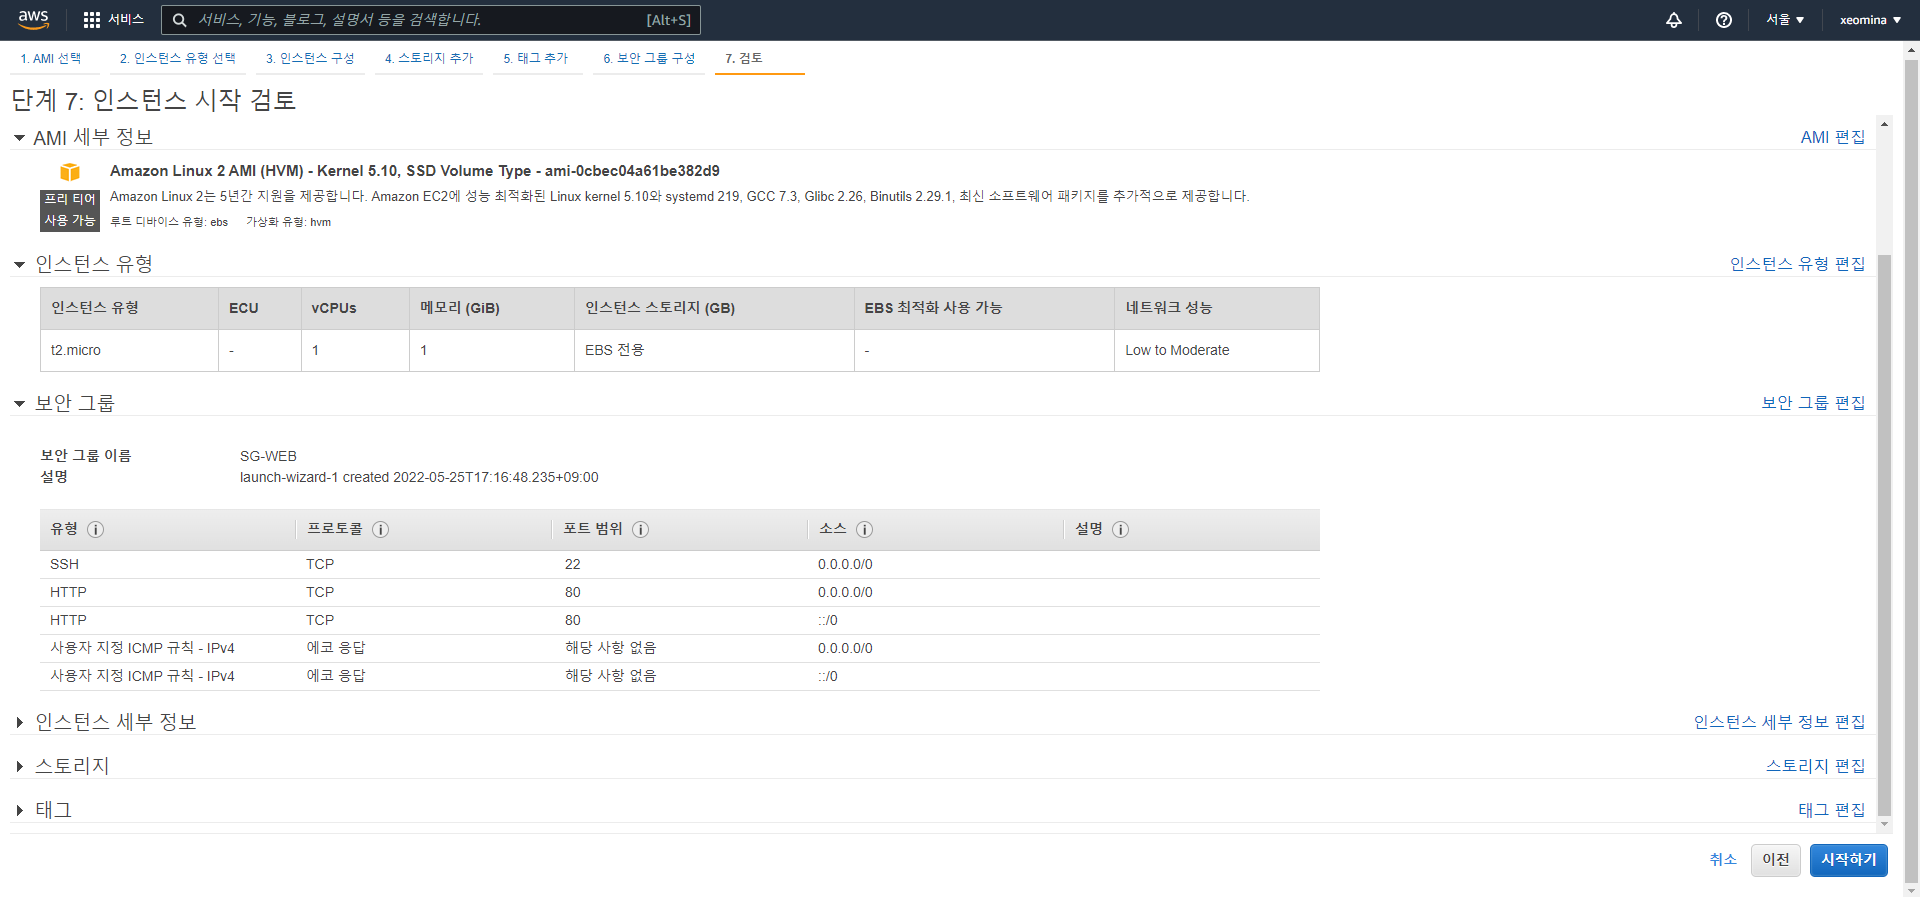 aws 서비스 서비스, 기능, 블로그, 설명서 등을 검색합니다. [Alt+S] 서울 ▼ xeomina ▼
1. AMI 선택 2. 인스턴스 유형 선택 3. 인스턴스 구성 4. 스토리지 추가 5. 태그 추가 6. 보안 그룹 구성 7. 검토
단계 7: 인스턴스 시작 검토
AMI 세부 정보 AMI 편집
Amazon Linux 2 AMI (HVM) - Kernel 5.10, SSD Volume Type - ami-0cbec04a61be382d9
프리 티어 사용 가능
Amazon Linux 2는 5년간 지원을 제공합니다. Amazon EC2에 성능 최적화된 Linux kernel 5.10와 systemd 219, GCC 7.3, Glibc 2.26, Binutils 2.29.1, 최신 소프트웨어 패키지를 추가적으로 제공합니다.
루트 디바이스 유형: ebs 가상화 유형: hvm
인스턴스 유형 인스턴스 유형 편집
인스턴스 유형 ECU vCPUs 메모리 (GiB) 인스턴스 스토리지 (GB) EBS 최적화 사용 가능 네트워크 성능
t2.micro - 1 1 EBS 전용 - Low to Moderate
보안 그룹 보안 그룹 편집
보안 그룹 이름 SG-WEB
설명 launch-wizard-1 created 2022-05-25T17:16:48.235+09:00
유형 i 프로토콜 i 포트 범위 i 소스 i 설명 i
SSH TCP 22 0.0.0.0/0
HTTP TCP 80 0.0.0.0/0
HTTP TCP 80 ::/0
사용자 지정 ICMP 규칙 - IPv4 에코 응답 해당 사항 없음 0.0.0.0/0
사용자 지정 ICMP 규칙 - IPv4 에코 응답 해당 사항 없음 ::/0
인스턴스 세부 정보 인스턴스 세부 정보 편집
스토리지 스토리지 편집
태그 태그 편집
취소 이전 시작하기